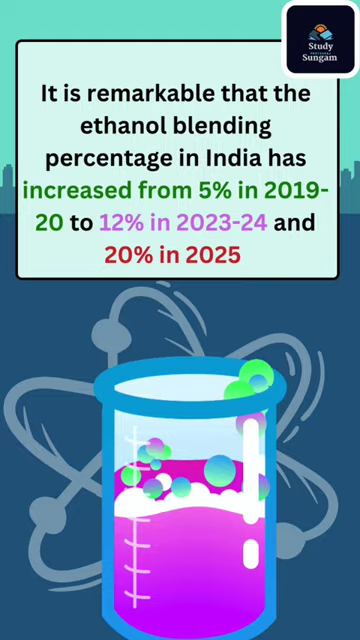 Study
Sungam
It is remarkable that the
ethanol blending
percentage in India has
increased from 5% in 2019-
20 to 12% in 2023-24 and
20% in 2025